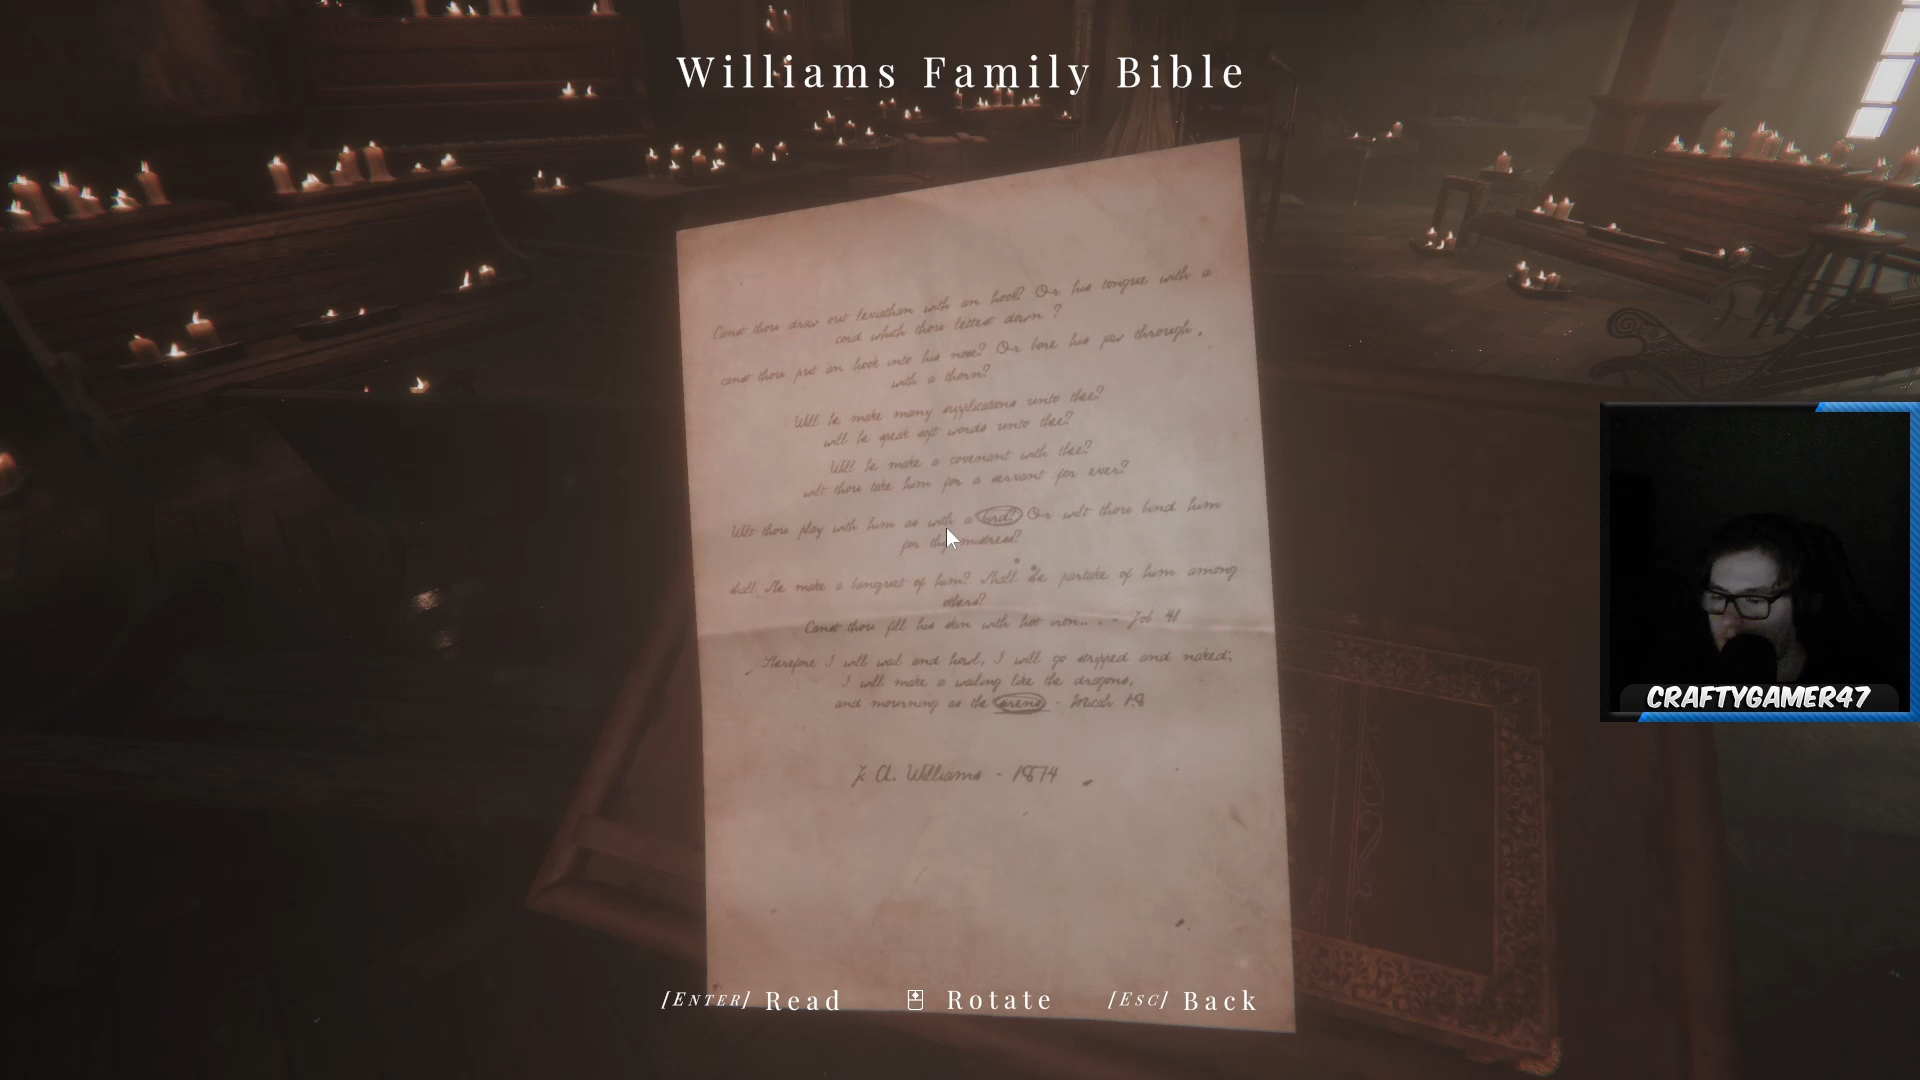 Williams Family Bible
Canst thou draw out leviathan with an hook? Or his tongue with a
cord which thou lettest down ?
canst thou put an hook into his nose? Or bore his jaw through,
with a thorn?
Will he make many supplications unto thee?
will he speak soft words unto thee?
Will he make a covenant with thee?
wilt thou take him for a servant for ever?
Wilt thou play with him as with a bird? Or wilt thou bind him
for thy mistress?
shall She make a banquet of him? Shall She partake of him among
others?
Canst thou fill his skin with hot iron... - Job 41
Therefore I will wail and howl, I will go stripped and naked;
I will make a wailing like the dragons,
and mourning as the - Micah 1:8
A. Williams - 1874
CRAFTYGAMER47
[ENTER] Read Rotate [ESC] Back